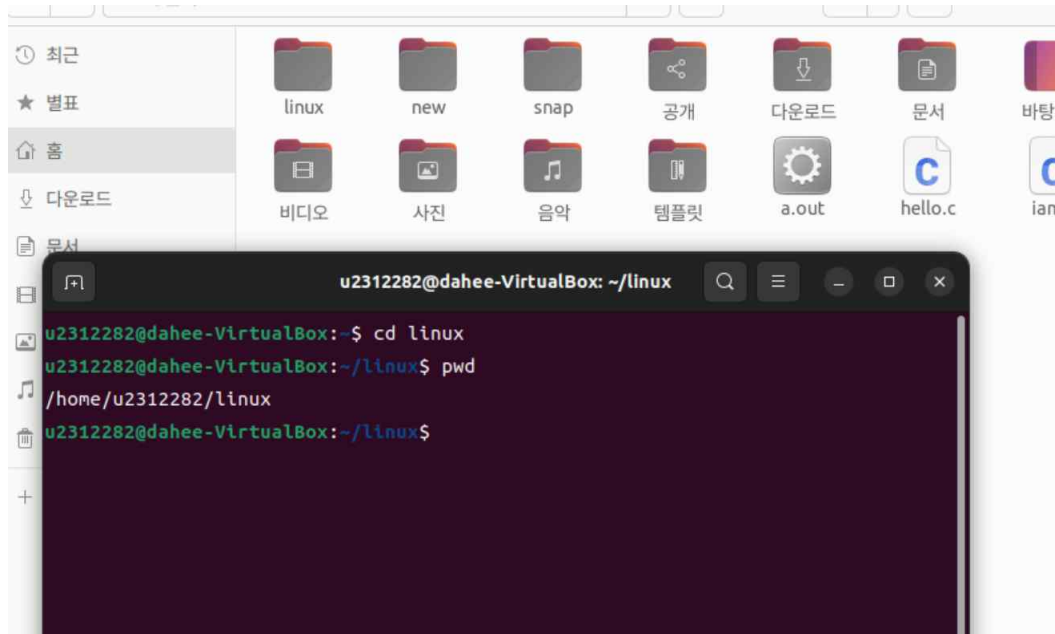 최근
별표
홈
다운로드
문서
linux new snap 공개 다운로드 문서 바탕
비디오 사진 음악 템플릿 a.out hello.c ian
u2312282@dahee-VirtualBox: ~/linux
u2312282@dahee-VirtualBox:~$ cd linux
u2312282@dahee-VirtualBox:~/linux$ pwd
/home/u2312282/linux
u2312282@dahee-VirtualBox:~/linux$